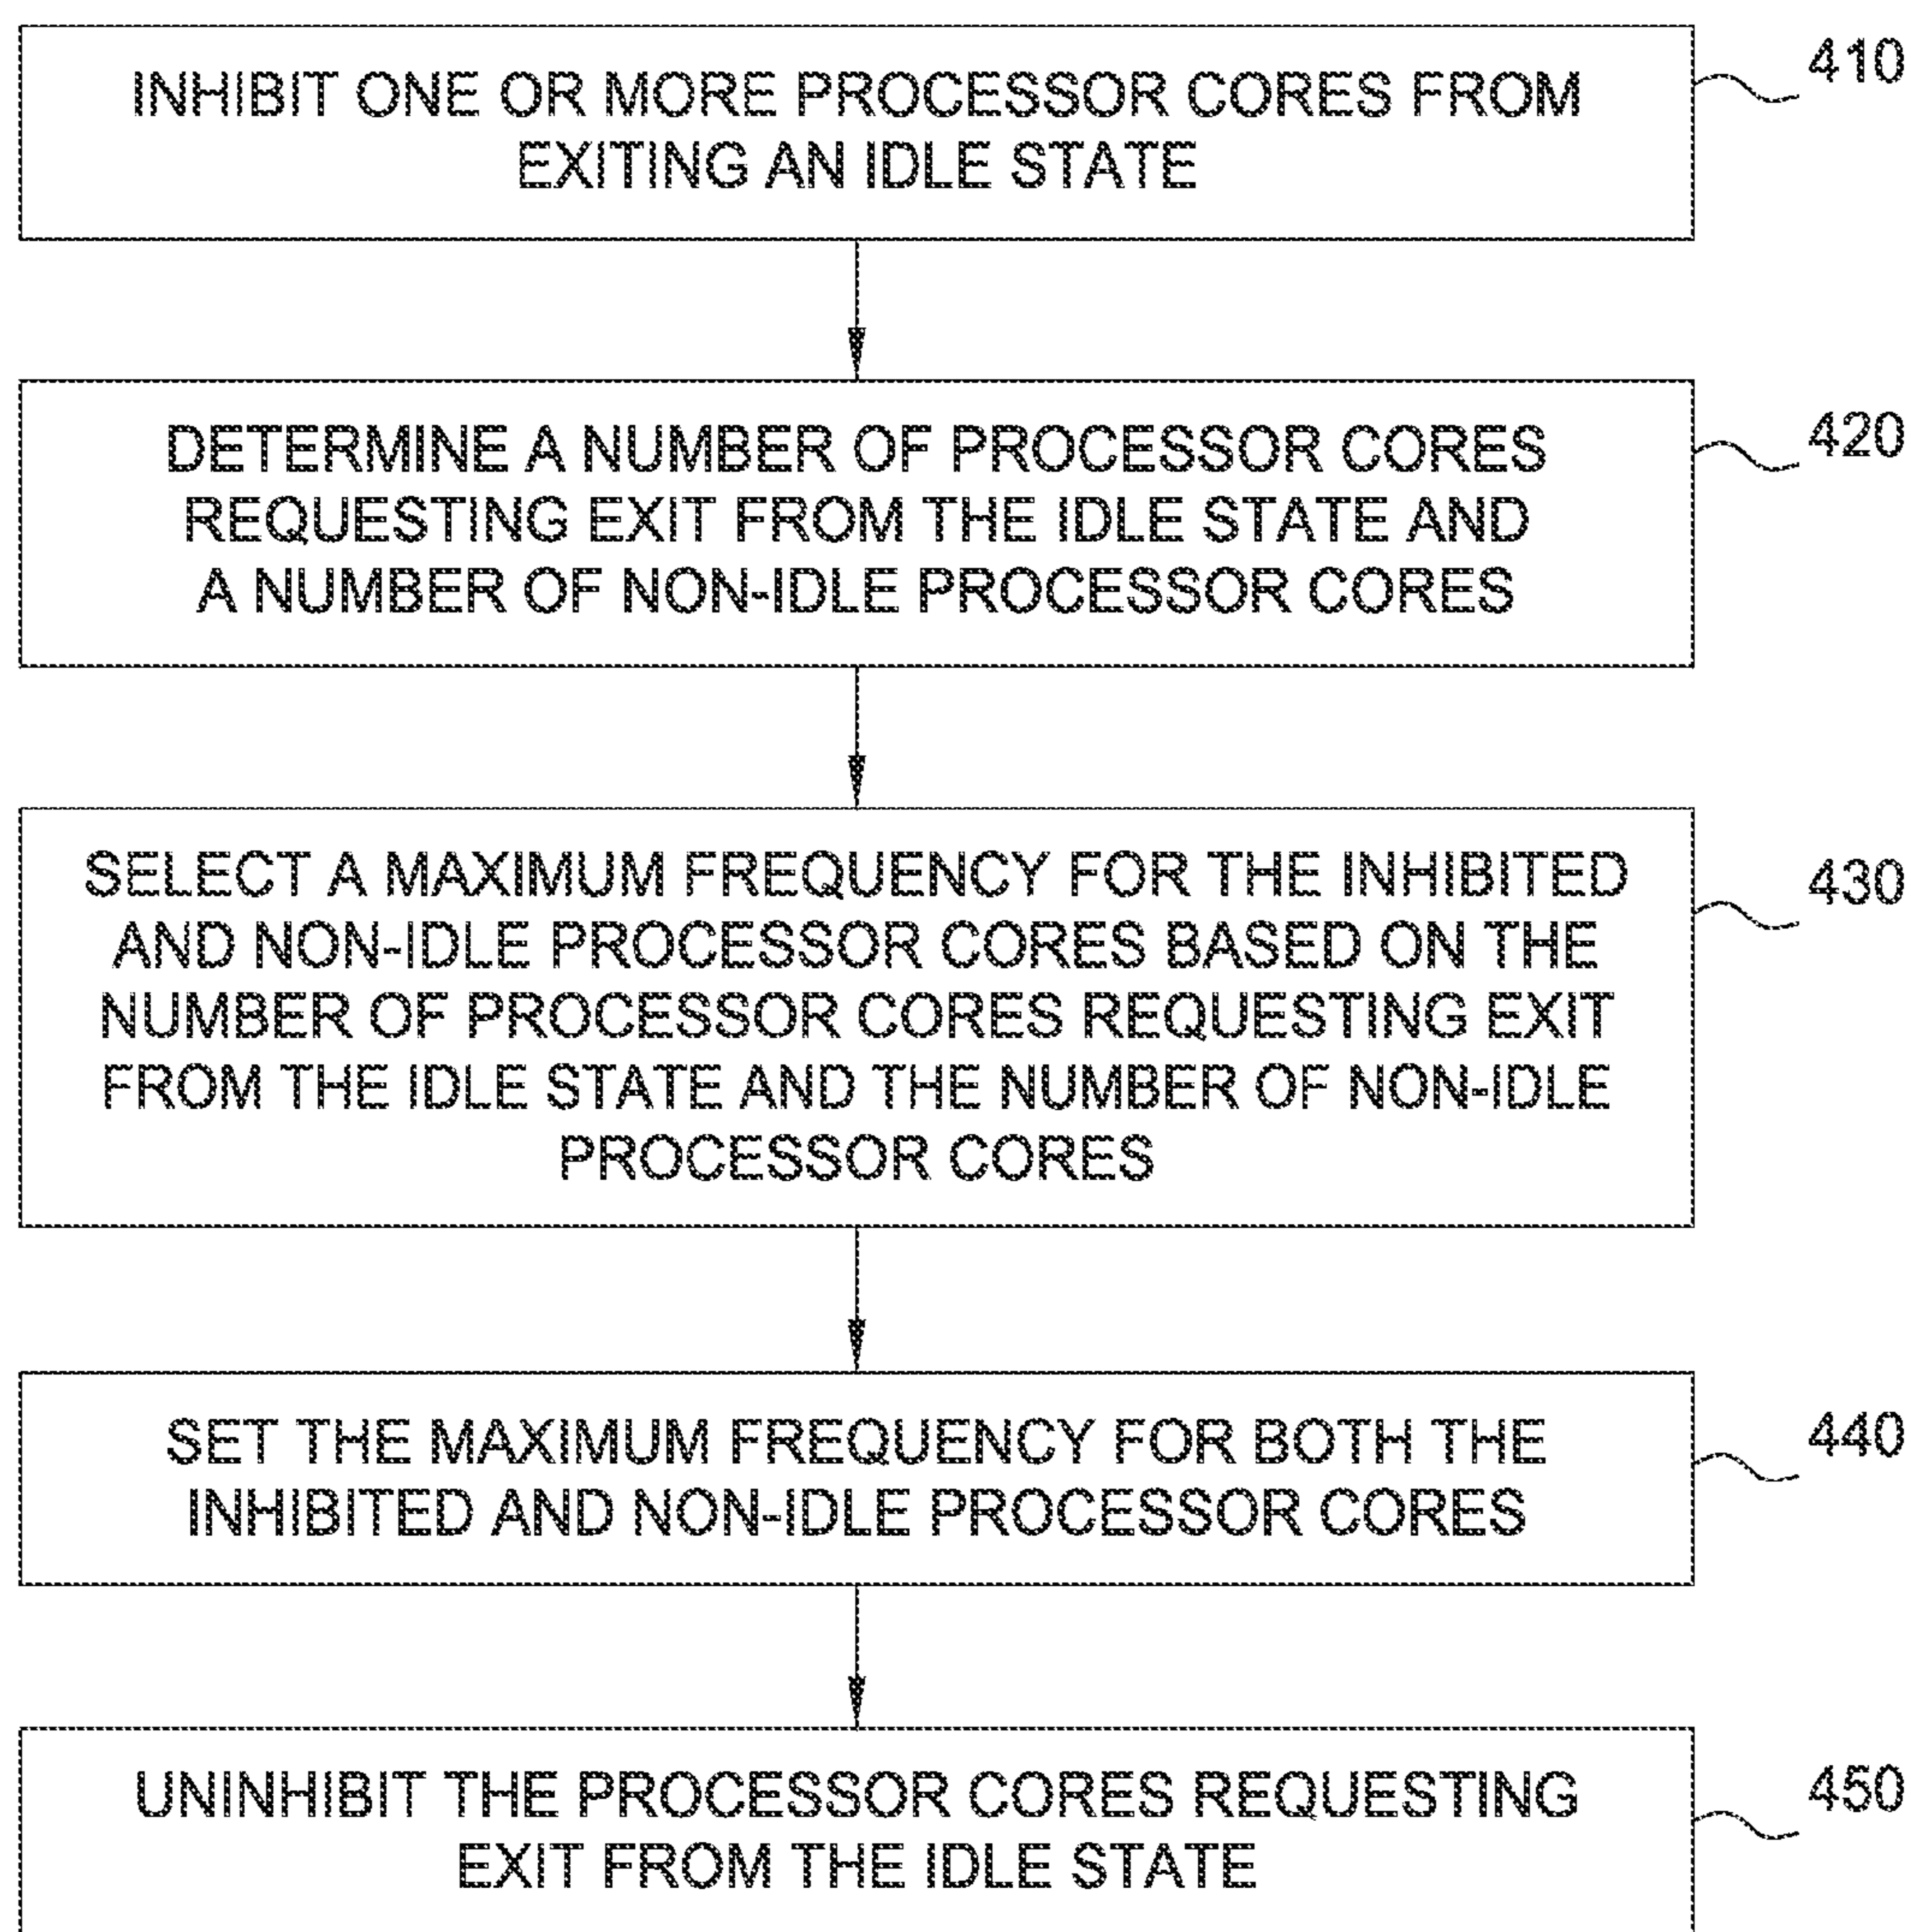 INHIBIT ONE OR MORE PROCESSOR CORES FROM
EXITING AN IDLE STATE
410
DETERMINE A NUMBER OF PROCESSOR CORES
REQUESTING EXIT FROM THE IDLE STATE AND
A NUMBER OF NON-IDLE PROCESSOR CORES
420
SELECT A MAXIMUM FREQUENCY FOR THE INHIBITED
AND NON-IDLE PROCESSOR CORES BASED ON THE
NUMBER OF PROCESSOR CORES REQUESTING EXIT
FROM THE IDLE STATE AND THE NUMBER OF NON-IDLE
PROCESSOR CORES
430
SET THE MAXIMUM FREQUENCY FOR BOTH THE
INHIBITED AND NON-IDLE PROCESSOR CORES
440
UNINHIBIT THE PROCESSOR CORES REQUESTING
EXIT FROM THE IDLE STATE
450